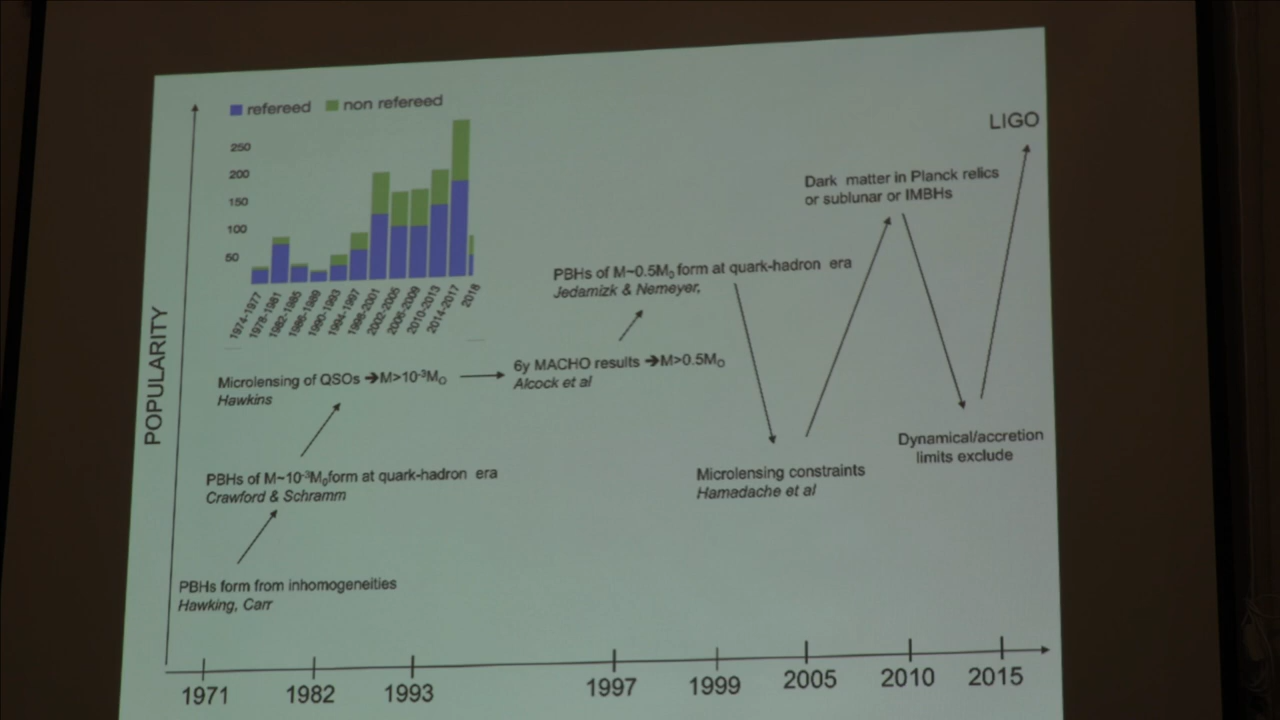 refereed non refereed
250
200
150
100
50
1974-1977
1978-1981
1982-1985
1986-1989
1990-1993
1994-1997
1998-2001
2002-2005
2006-2009
2010-2013
2014-2017
2018
POPULARITY
LIGO
Dark matter in Planck relics
or sublunar or IMBHs
PBHs of M~0.5M₀ form at quark-hadron era
Jedamizk & Nemeyer,
6y MACHO results ➔M>0.5M⊙
Alcock et al
Microlensing of QSOs ➔M>10⁻³M⊙
Hawkins
Dynamical/accretion
limits exclude
Microlensing constraints
Hamadache et al
PBHs of M~10⁻³M₀form at quark-hadron era
Crawford & Schramm
PBHs form from inhomogeneities
Hawking, Carr
1971 1982 1993 1997 1999 2005 2010 2015